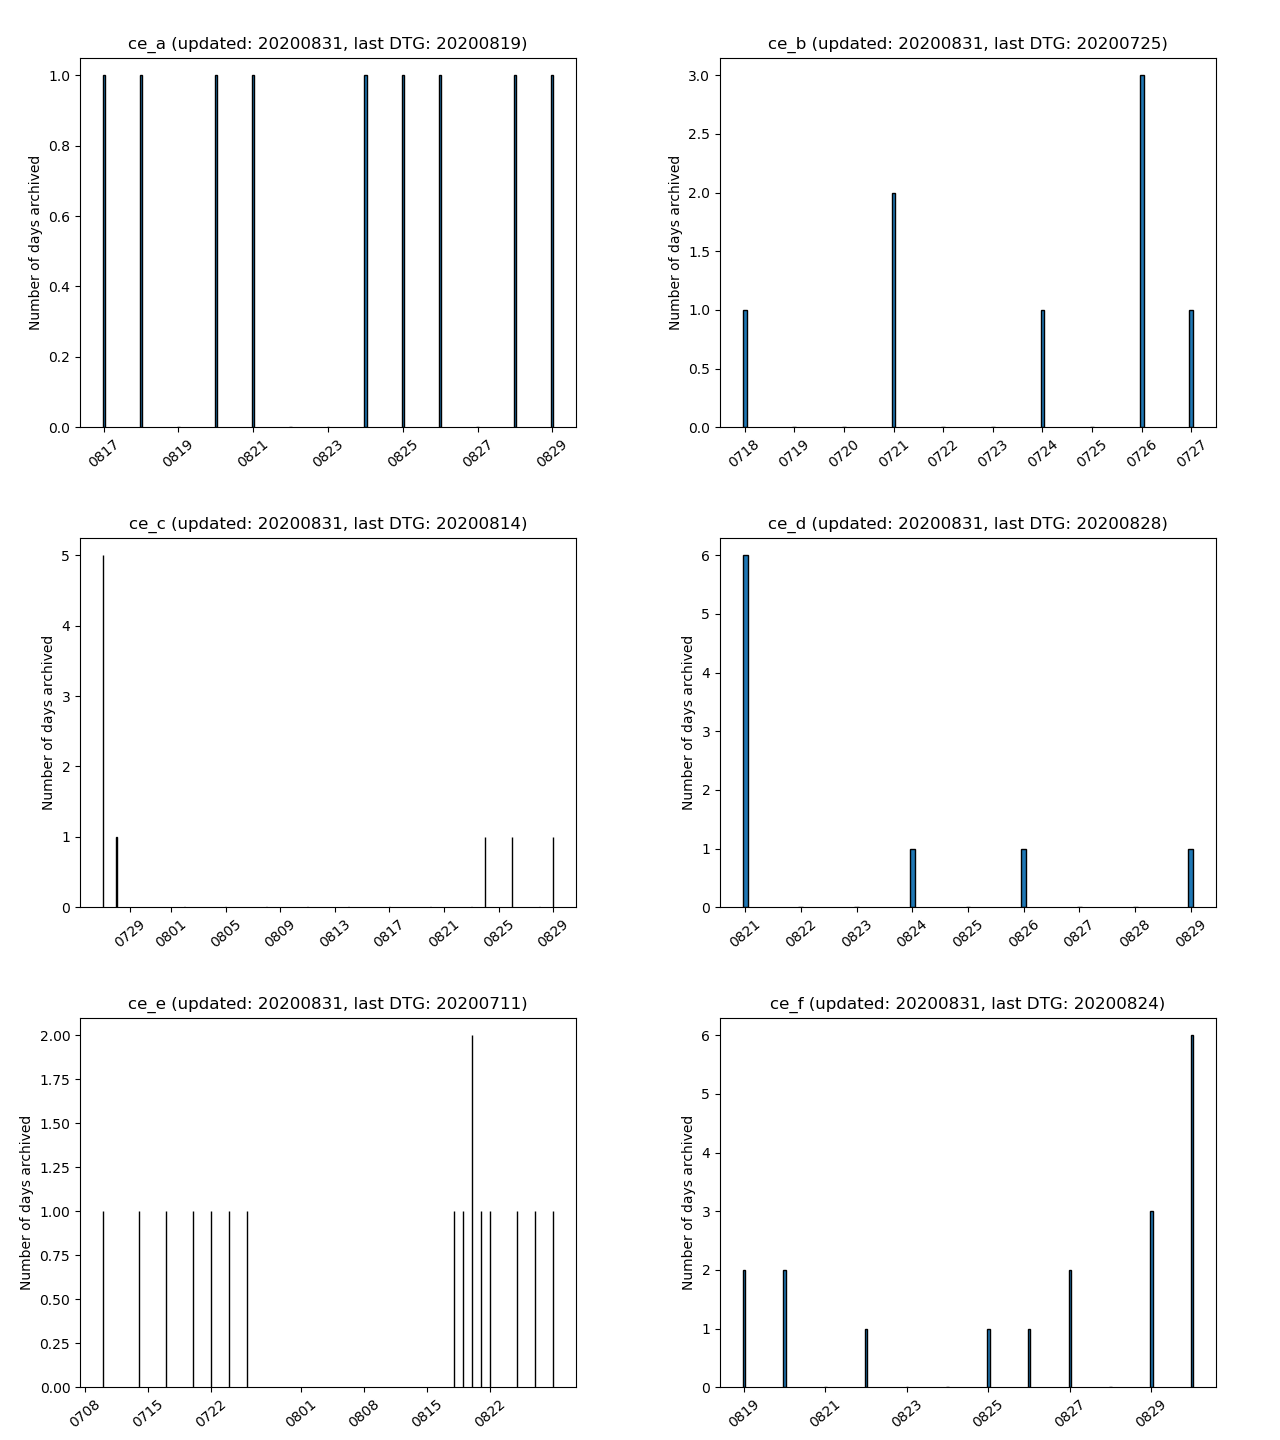 ce_a (updated: 20200831, last DTG: 20200819)
Number of days archived
1.0
0.8
0.6
0.4
0.2
0.0
0817 0819 0821 0823 0825 0827 0829
ce_b (updated: 20200831, last DTG: 20200725)
Number of days archived
3.0
2.5
2.0
1.5
1.0
0.5
0.0
0718 0719 0720 0721 0722 0723 0724 0725 0726 0727
ce_c (updated: 20200831, last DTG: 20200814)
Number of days archived
5
4
3
2
1
0
0729 0801 0805 0809 0813 0817 0821 0825 0829
ce_d (updated: 20200831, last DTG: 20200828)
Number of days archived
6
5
4
3
2
1
0
0821 0822 0823 0824 0825 0826 0827 0828 0829
ce_e (updated: 20200831, last DTG: 20200711)
Number of days archived
2.00
1.75
1.50
1.25
1.00
0.75
0.50
0.25
0.00
0708 0715 0722 0801 0808 0815 0822
ce_f (updated: 20200831, last DTG: 20200824)
Number of days archived
6
5
4
3
2
1
0
0819 0821 0823 0825 0827 0829